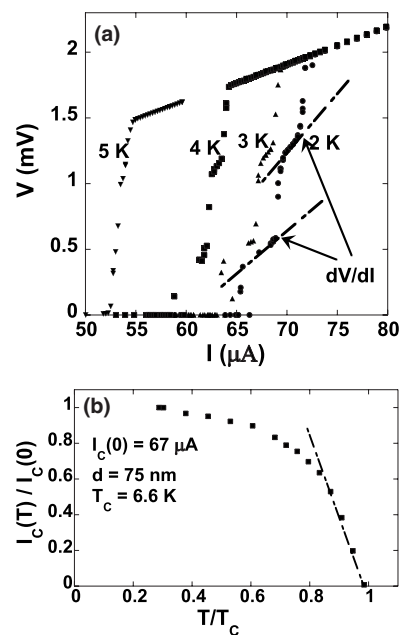 (a)
2
1.5
1
0.5
0
V (mV)
5 K
4 K
3 K
2 K
dV/dI
50 55 60 65 70 75 80
I (μA)
(b)
1
0.8
0.6
0.4
0.2
0
I_C(T) / I_C(0)
I_C(0) = 67 μA
d = 75 nm
T_C = 6.6 K
0 0.2 0.4 0.6 0.8 1
T/T_C